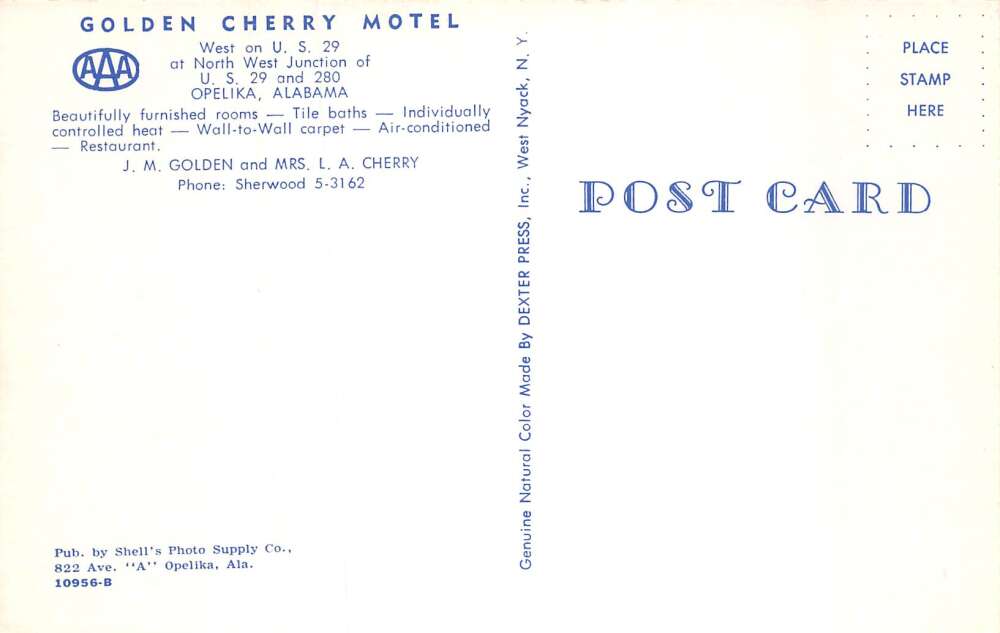 GOLDEN CHERRY MOTEL
AAA
West on U. S. 29
at North West Junction of
U. S. 29 and 280
OPELIKA, ALABAMA
Beautifully furnished rooms — Tile baths — Individually
controlled heat — Wall-to-Wall carpet — Air-conditioned
— Restaurant.
J. M. GOLDEN and MRS. L. A. CHERRY
Phone: Sherwood 5-3162
Pub. by Shell's Photo Supply Co.,
822 Ave. "A" Opelika, Ala.
10956-B
Genuine Natural Color Made By DEXTER PRESS, Inc., West Nyack, N. Y.
PLACE
STAMP
HERE
POST CARD